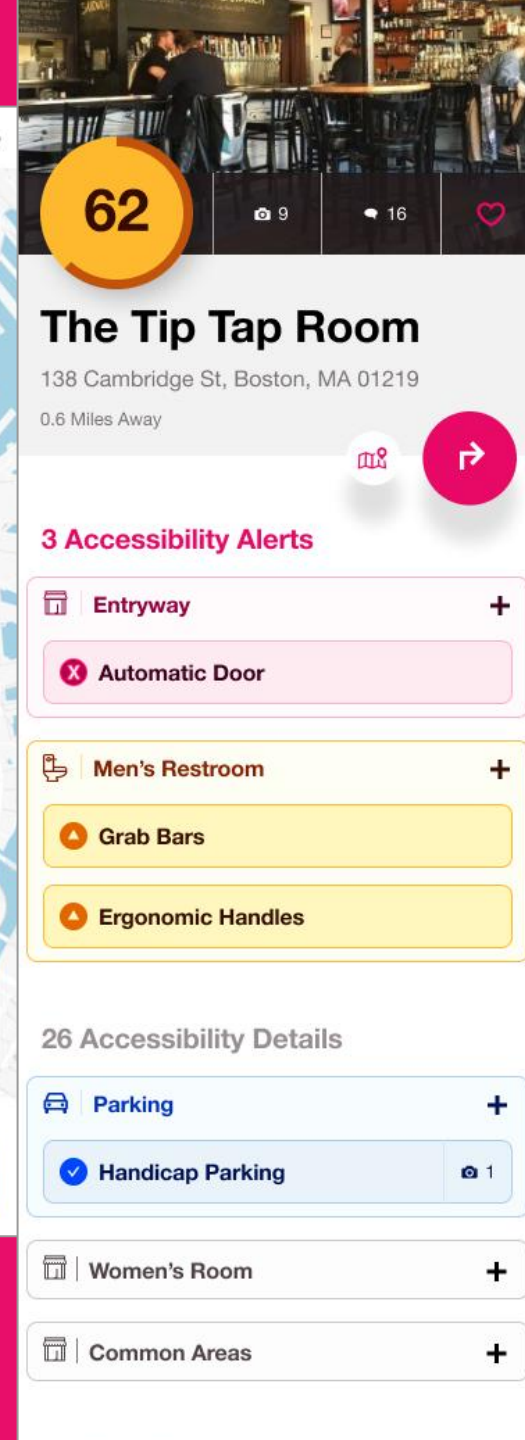 SANDWICH
62
9
16
The Tip Tap Room
138 Cambridge St, Boston, MA 01219
0.6 Miles Away
3 Accessibility Alerts
Entryway
+
X
Automatic Door
Men's Restroom
+
Grab Bars
Ergonomic Handles
26 Accessibility Details
Parking
+
Handicap Parking
1
Women's Room
+
Common Areas
+